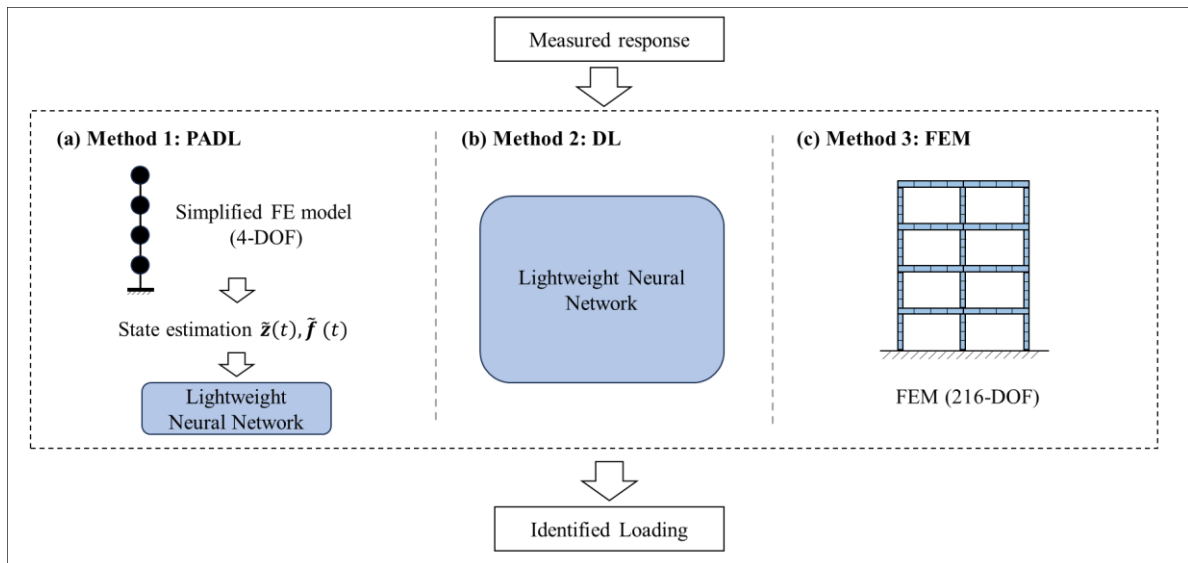 Measured response
(a) Method 1: PADL
Simplified FE model
(4-DOF)
State estimation z̃(t), f̃ (t)
Lightweight
Neural Network
(b) Method 2: DL
Lightweight Neural
Network
(c) Method 3: FEM
FEM (216-DOF)
Identified Loading